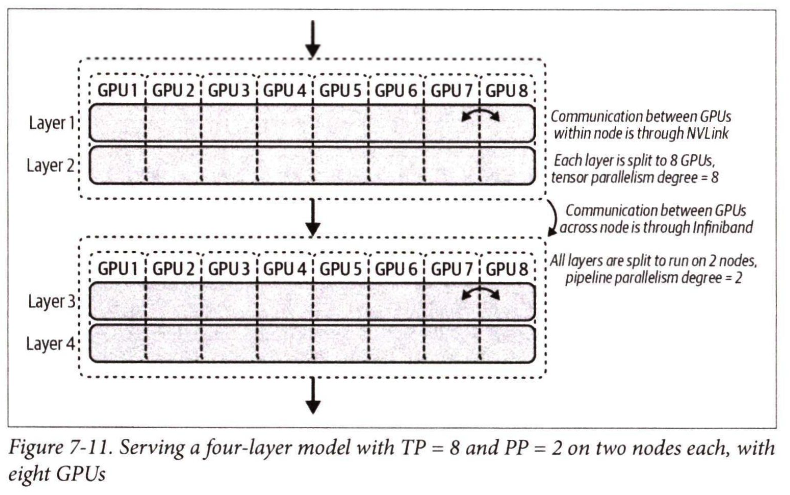 GPU 1 GPU 2 GPU 3 GPU 4 GPU 5 GPU 6 GPU 7 GPU 8
Layer 1
Layer 2
Communication between GPUs
within node is through NVLink
Each layer is split to 8 GPUs,
tensor parallelism degree = 8
Communication between GPUs
across node is through Infiniband
GPU 1 GPU 2 GPU 3 GPU 4 GPU 5 GPU 6 GPU 7 GPU 8
All layers are split to run on 2 nodes,
pipeline parallelism degree = 2
Layer 3
Layer 4
Figure 7-11. Serving a four-layer model with TP = 8 and PP = 2 on two nodes each, with
eight GPUs